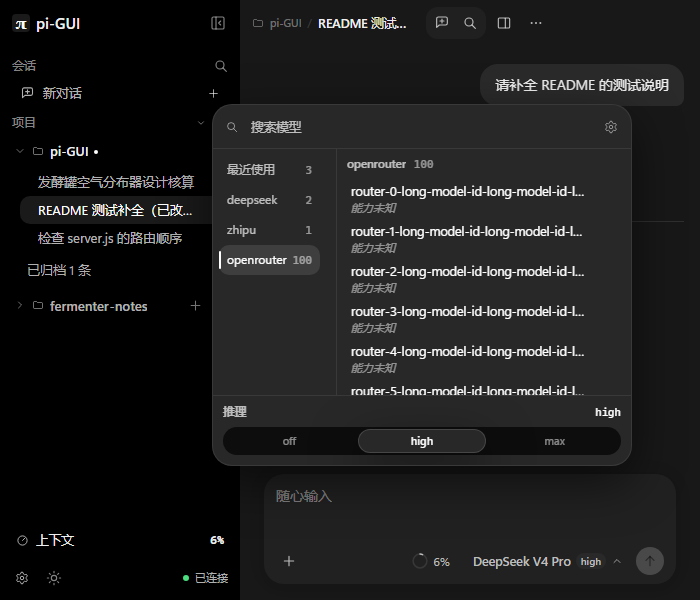 π pi-GUI
会话
新对话 +
项目
pi-GUI •
发酵罐空气分布器设计核算
README 测试补全（已改...
检查 server.js 的路由顺序
已归档 1 条
fermenter-notes +
上下文 6%
已连接
pi-GUI / README 测试完...
请补全 README 的测试说明
搜索模型
最近使用 3
deepseek 2
zhipu 1
openrouter 100
openrouter 100
router-0-long-model-id-long-model-id-l...
能力未知
router-1-long-model-id-long-model-id-l...
能力未知
router-2-long-model-id-long-model-id-l...
能力未知
router-3-long-model-id-long-model-id-l...
能力未知
router-4-long-model-id-long-model-id-l...
能力未知
router-5-long-model-id-long-model-id-l...
推理 high
off high max
随心输入
+ 6% DeepSeek V4 Pro high